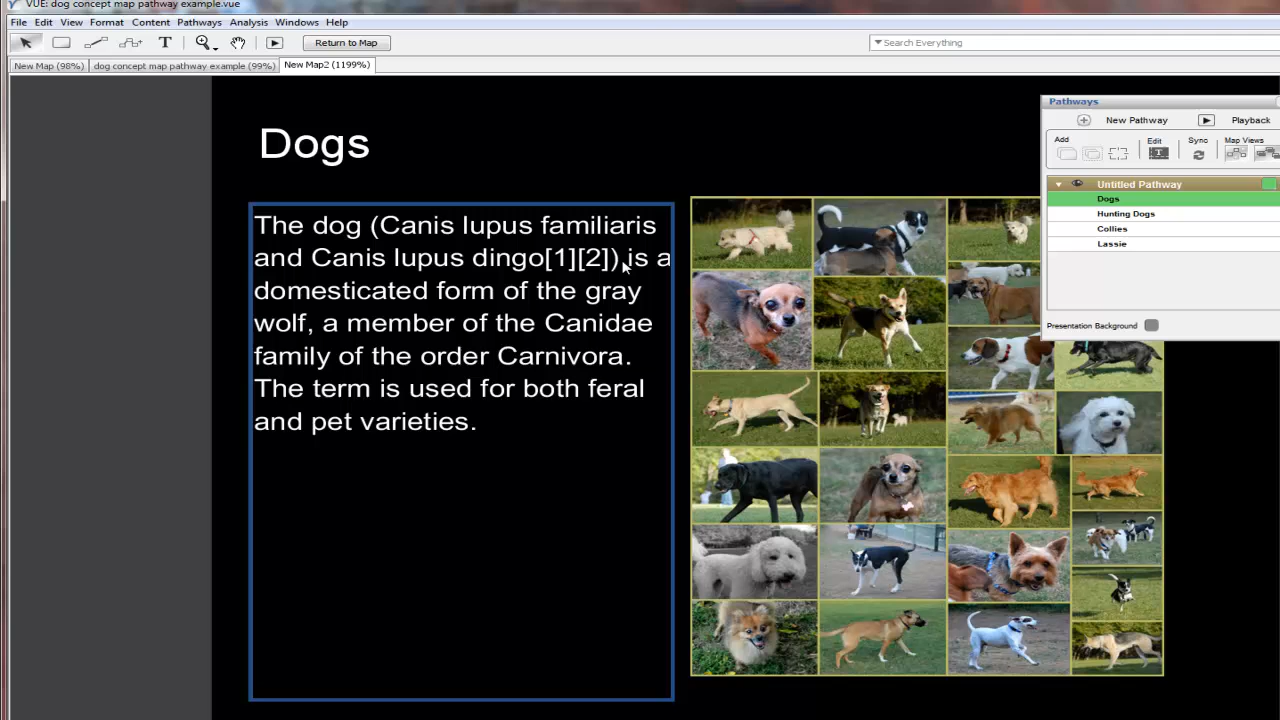 VUE: dog concept map pathway example.vue
File Edit View Format Content Pathways Analysis Windows Help
T Return to Map Search Everything
New Map (98%) dog concept map pathway example (99%) New Map2 (1199%)
Dogs
The dog (Canis lupus familiaris
and Canis lupus dingo[1][2]) is a
domesticated form of the gray
wolf, a member of the Canidae
family of the order Carnivora.
The term is used for both feral
and pet varieties.
Pathways
New Pathway Playback
Add Edit Sync Map Views
Untitled Pathway
Dogs
Hunting Dogs
Collies
Lassie
Presentation Background